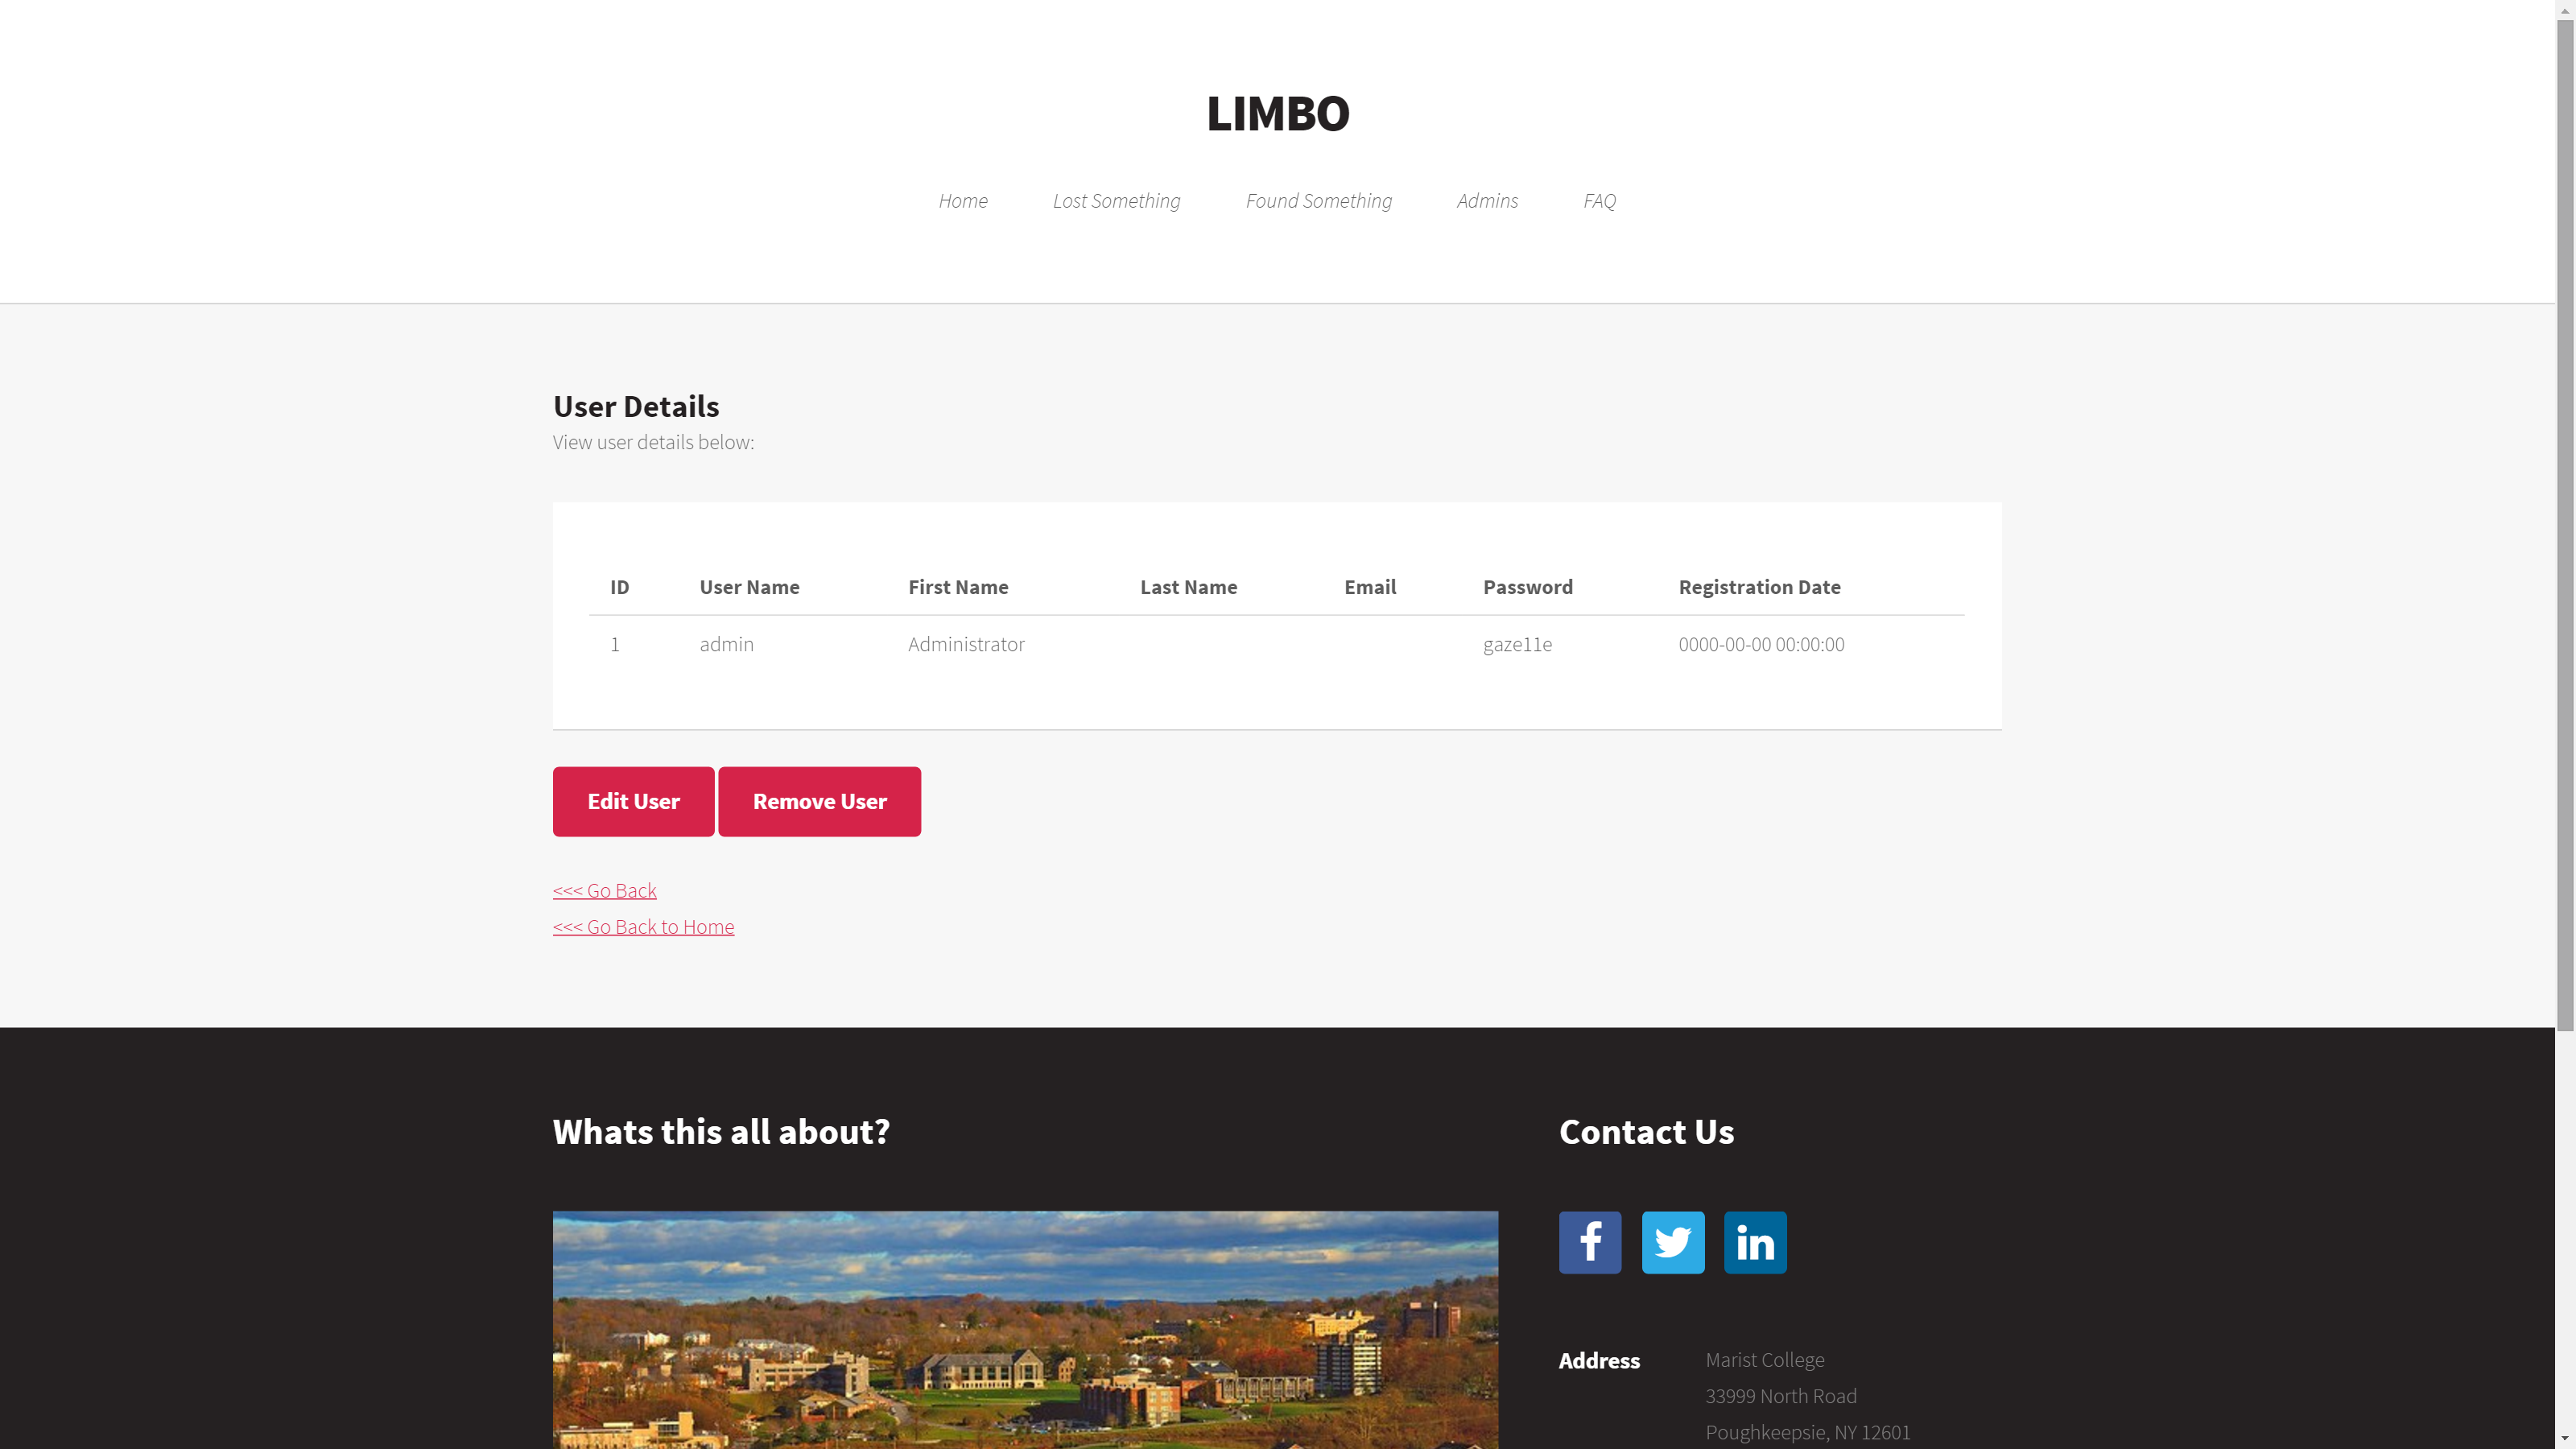 LIMBO
Home Lost Something Found Something Admins FAQ
User Details
View user details below:
ID User Name First Name Last Name Email Password Registration Date
1 admin Administrator gaze11e 0000-00-00 00:00:00
Edit User Remove User
<<< Go Back
<<< Go Back to Home
Whats this all about?
Contact Us
f in
Address Marist College
33999 North Road
Poughkeepsie, NY 12601